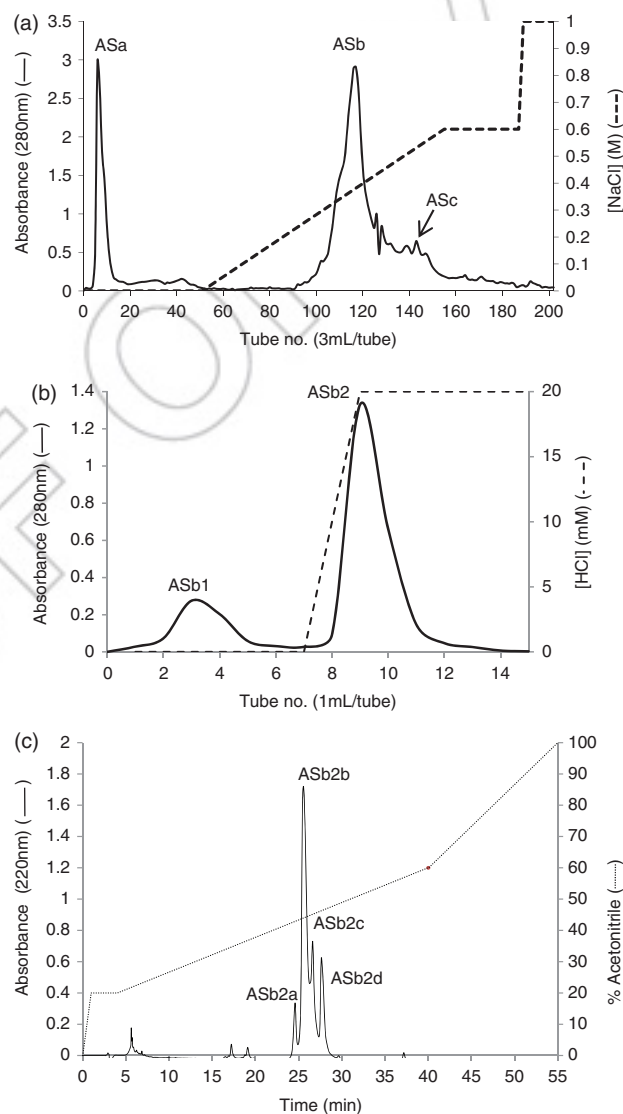 (a)
3.5
3
2.5
2
1.5
1
0.5
0
Absorbance (280nm) (—)
ASa
ASb
ASc
1
0.9
0.8
0.7
0.6
0.5
0.4
0.3
0.2
0.1
0
[NaCl] (M) (---)
0 20 40 60 80 100 120 140 160 180 200
Tube no. (3mL/tube)
(b)
1.4
1.2
1
0.8
0.6
0.4
0.2
0
Absorbance (280nm) (—)
ASb1
ASb2
20
15
10
5
0
[HCl] (mM) (---)
0 2 4 6 8 10 12 14
Tube no. (1mL/tube)
(c)
2
1.8
1.6
1.4
1.2
1
0.8
0.6
0.4
0.2
0
Absorbance (220nm) (—)
ASb2b
ASb2c
ASb2a
ASb2d
100
90
80
70
60
50
40
30
20
10
0
% Acetonitrile (......)
0 5 10 15 20 25 30 35 40 45 50 55
Time (min)